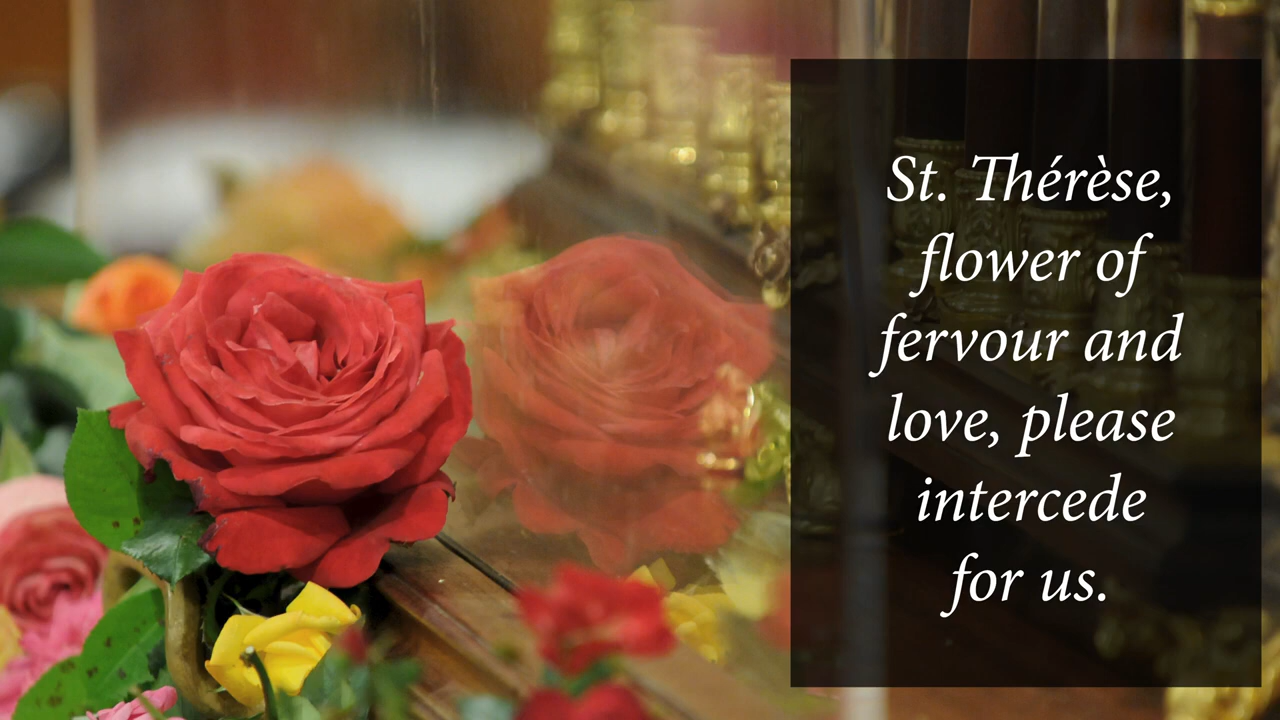 St. Thérèse,
flower of
fervour and
love, please
intercede
for us.